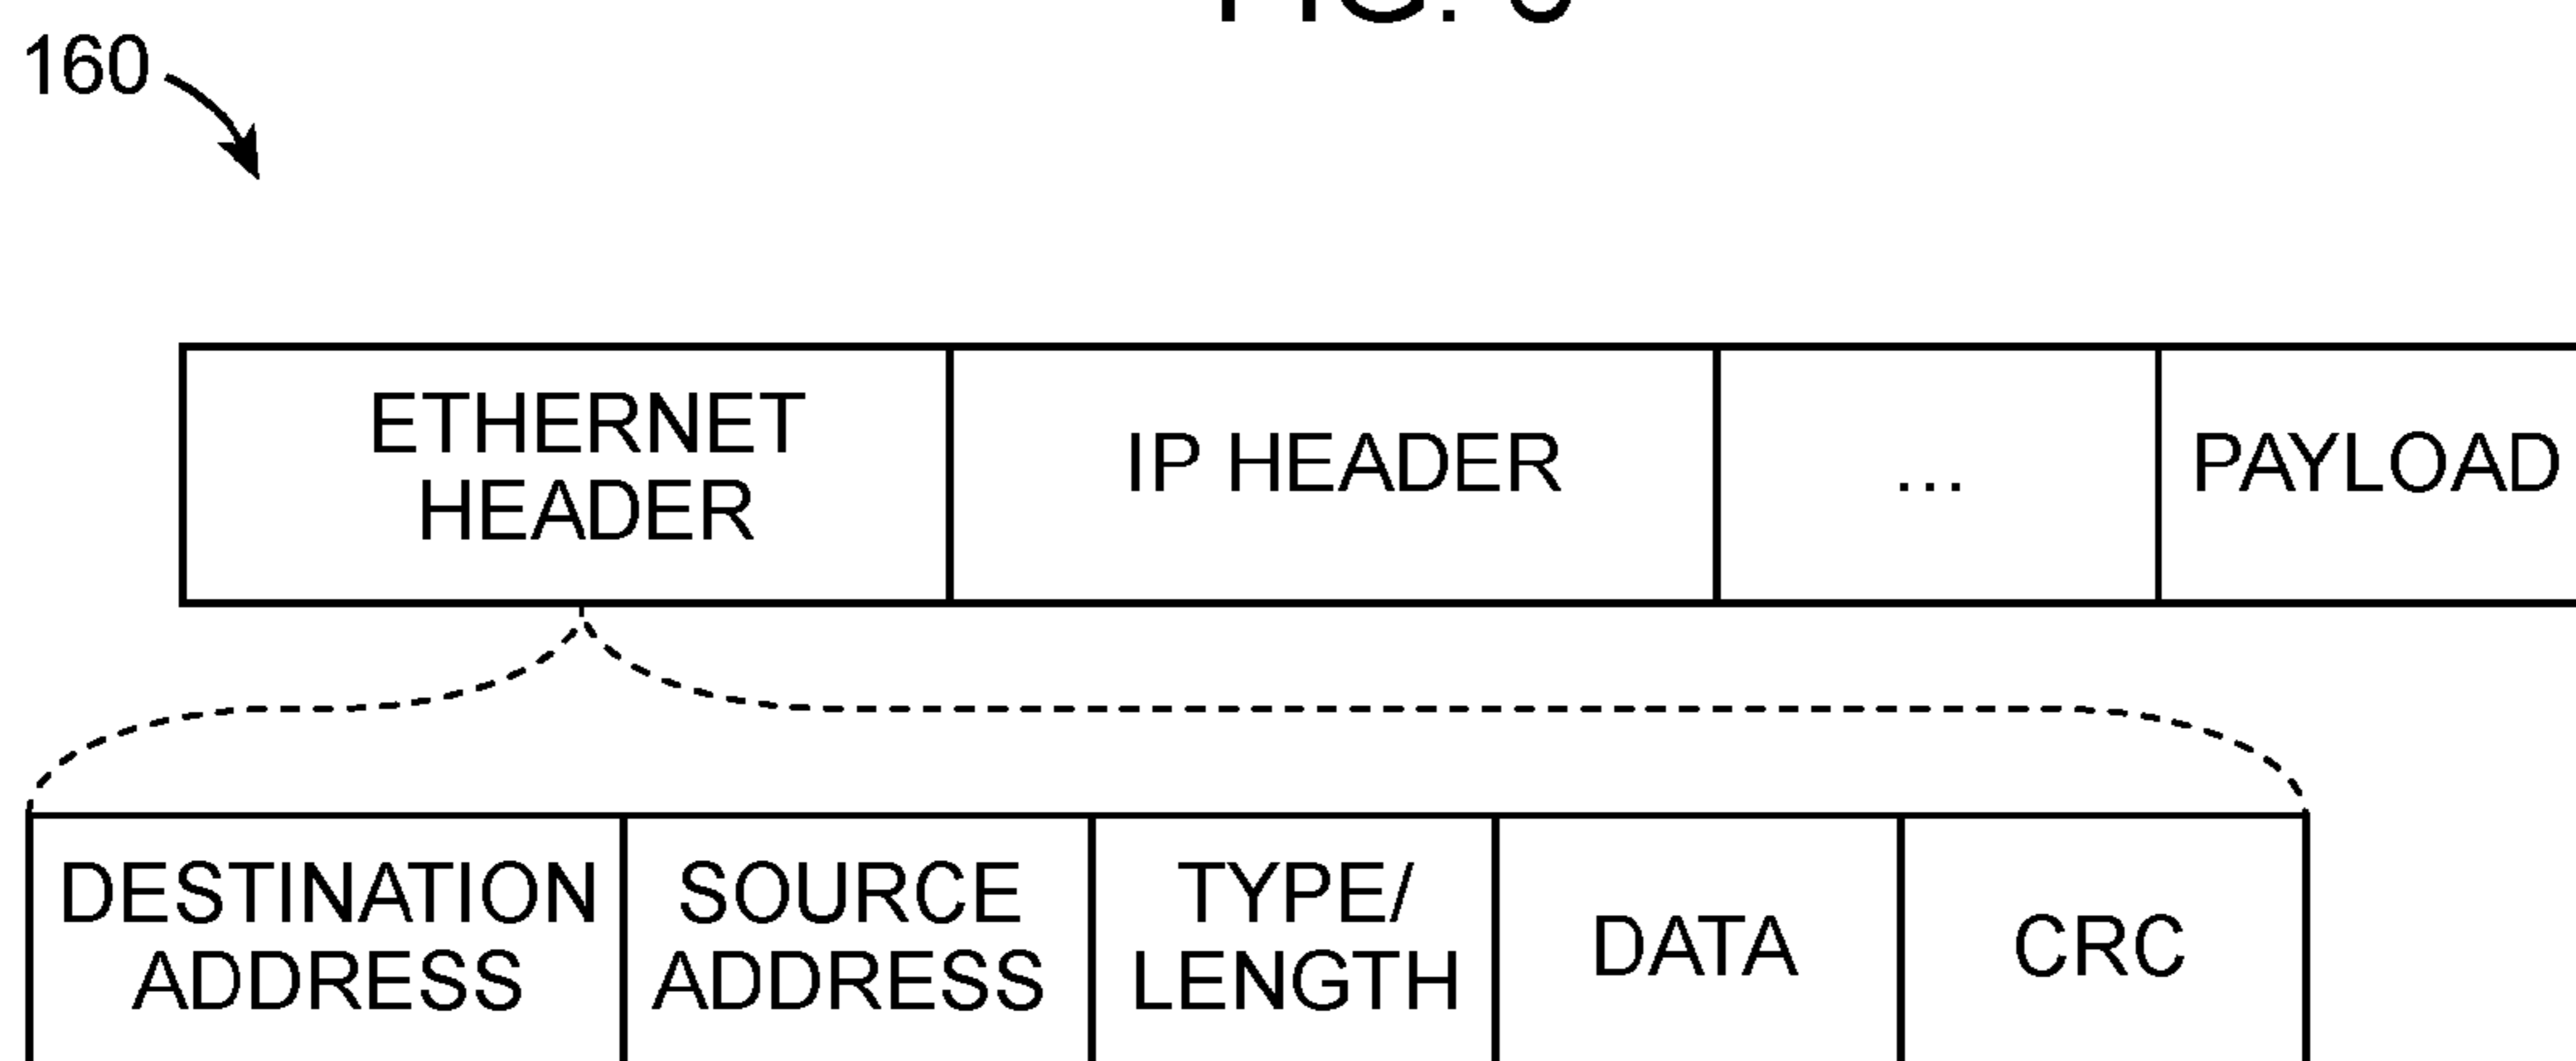 160
ETHERNET
HEADER
IP HEADER
...
PAYLOAD
DESTINATION
ADDRESS
SOURCE
ADDRESS
TYPE/
LENGTH
DATA
CRC